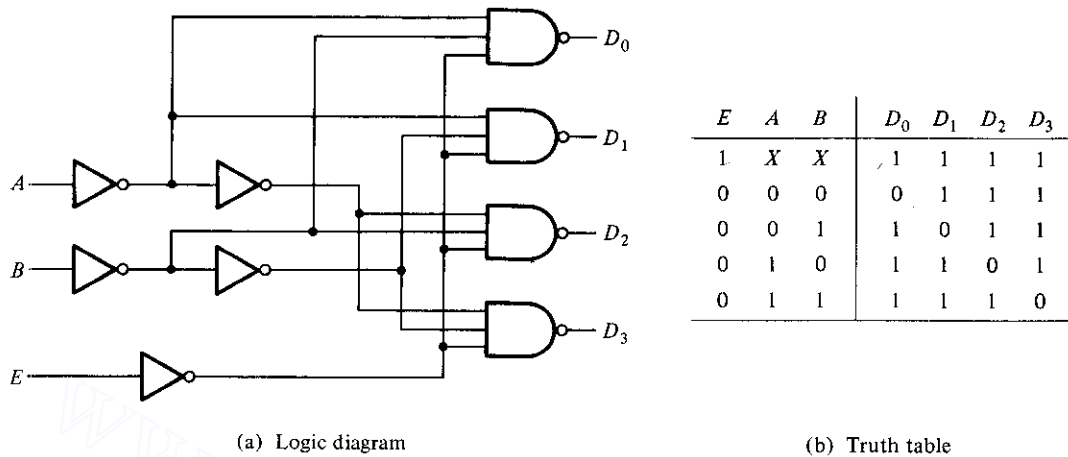 D0
D1
A
D2
B
D3
E
(a) Logic diagram
E A B D0 D1 D2 D3
1 X X 1 1 1 1
0 0 0 0 1 1 1
0 0 1 1 0 1 1
0 1 0 1 1 0 1
0 1 1 1 1 1 0
(b) Truth table